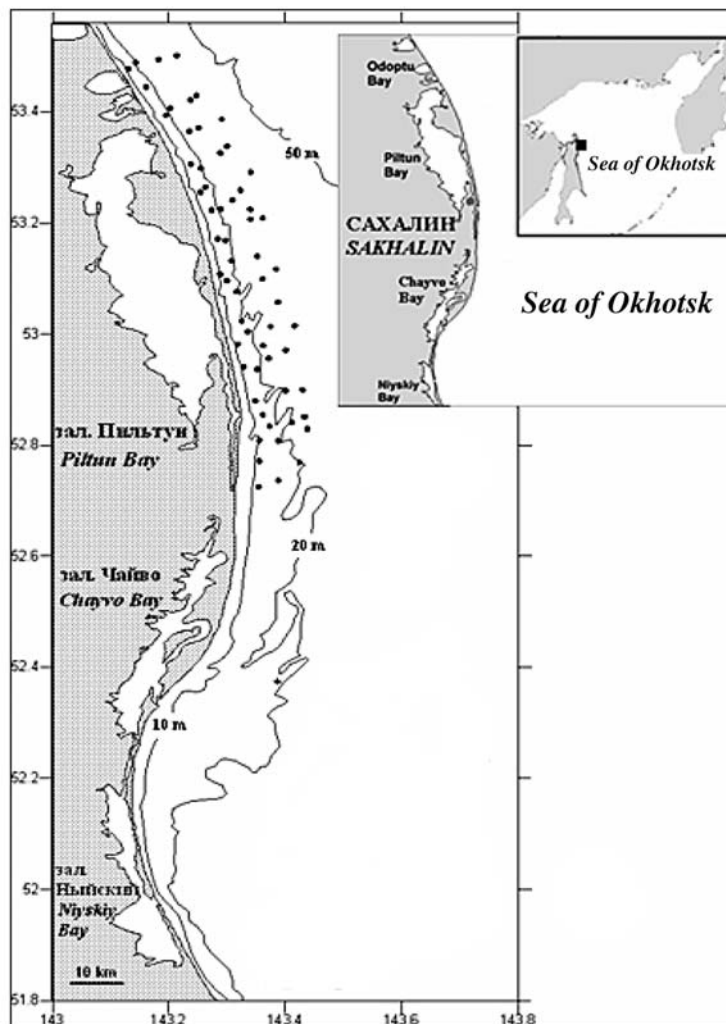 53.4
53.2
53
52.8
52.6
52.4
52.2
52
51.8
143
143.2
143.4
143.6
143.8
50 m
20 m
10 m
зал. Пильтун
Piltun Bay
зал. Чайво
Chayvo Bay
зал.
Ныйский
Niyskiy
Bay
10 km
Odoptu
Bay
Piltun
Bay
САХАЛИН
SAKHALIN
Chayvo
Bay
Niyskiy
Bay
Sea of Okhotsk
Sea of Okhotsk